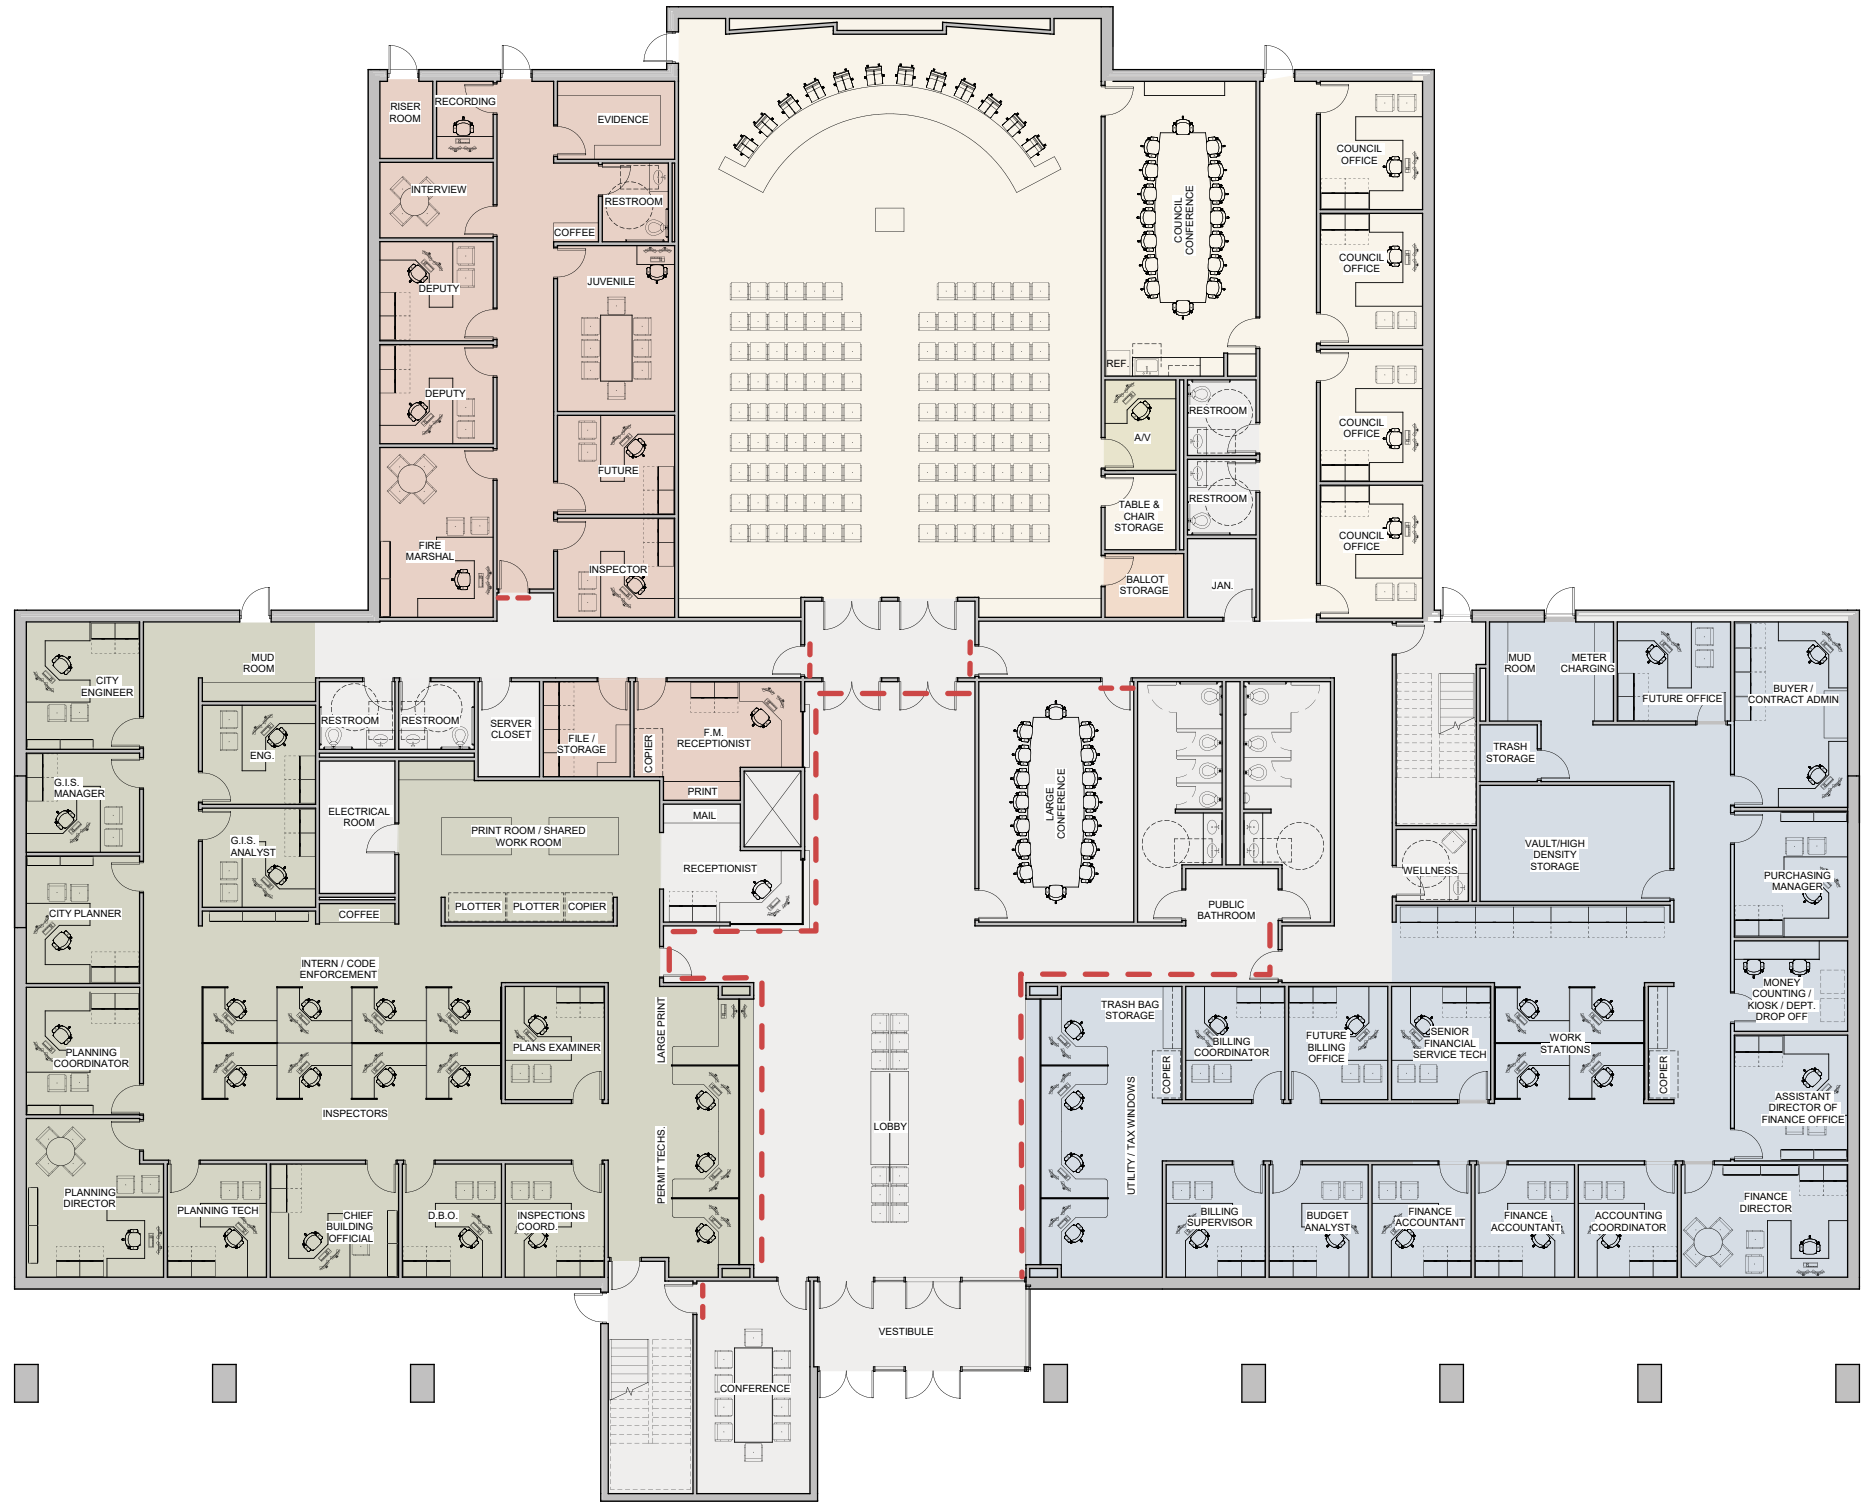 RISER
ROOM
RECORDING
EVIDENCE
INTERVIEW
RESTROOM
COFFEE
DEPUTY
JUVENILE
DEPUTY
FUTURE
FIRE
MARSHAL
INSPECTOR
COUNCIL
CONFERENCE
REF.
COUNCIL
OFFICE
COUNCIL
OFFICE
COUNCIL
OFFICE
COUNCIL
OFFICE
A/V
RESTROOM
RESTROOM
TABLE &
CHAIR
STORAGE
BALLOT
STORAGE
JAN.
CITY
ENGINEER
MUD
ROOM
ENG.
RESTROOM
RESTROOM
SERVER
CLOSET
FILE /
STORAGE
COPIER
F.M.
RECEPTIONIST
PRINT
MAIL
RECEPTIONIST
G.I.S.
MANAGER
G.I.S.
ANALYST
ELECTRICAL
ROOM
PRINT ROOM / SHARED
WORK ROOM
PLOTTER
PLOTTER
COPIER
COFFEE
CITY PLANNER
INTERN / CODE
ENFORCEMENT
PLANNING
COORDINATOR
PLANS EXAMINER
INSPECTORS
LARGE PRINT
PERMIT TECHS.
PLANNING
DIRECTOR
PLANNING TECH
CHIEF
BUILDING
OFFICIAL
D.B.O.
INSPECTIONS
COORD.
LARGE
CONFERENCE
PUBLIC
BATHROOM
LOBBY
VESTIBULE
CONFERENCE
MUD
ROOM
METER
CHARGING
FUTURE OFFICE
BUYER /
CONTRACT ADMIN
TRASH
STORAGE
VAULT/HIGH
DENSITY
STORAGE
WELLNESS
PURCHASING
MANAGER
MONEY
COUNTING /
KIOSK / DEPT.
DROP OFF
TRASH BAG
STORAGE
COPIER
UTILITY / TAX WINDOWS
BILLING
COORDINATOR
FUTURE
BILLING
OFFICE
SENIOR
FINANCIAL
SERVICE TECH
WORK
STATIONS
COPIER
ASSISTANT
DIRECTOR OF
FINANCE OFFICE
BILLING
SUPERVISOR
BUDGET
ANALYST
FINANCE
ACCOUNTANT
FINANCE
ACCOUNTANT
ACCOUNTING
COORDINATOR
FINANCE
DIRECTOR